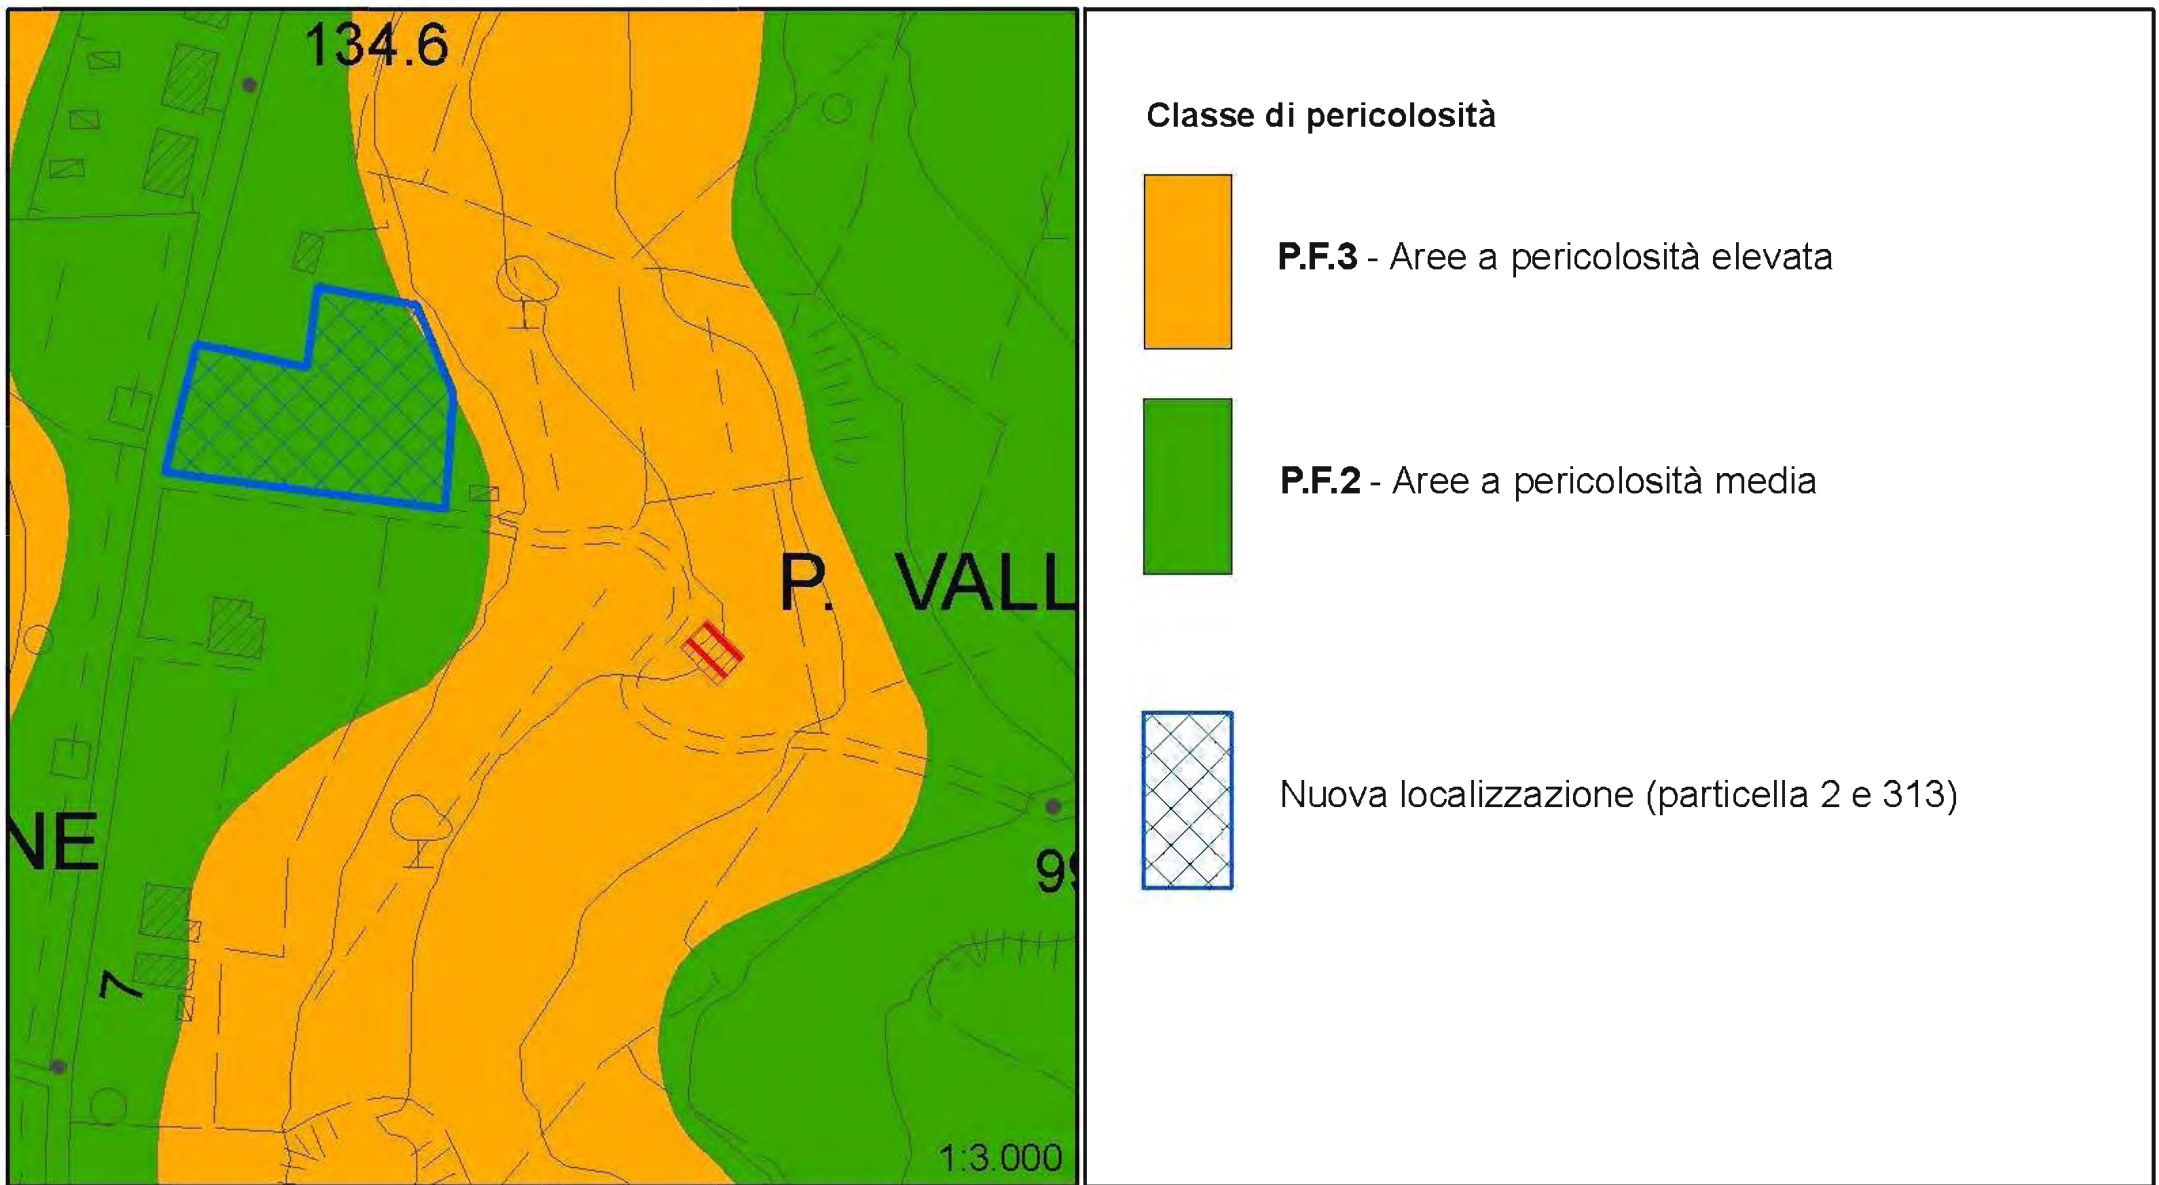 134.6
P. VALL
NE
99
7
1:3.000
Classe di pericolosità
P.F.3 - Aree a pericolosità elevata
P.F.2 - Aree a pericolosità media
Nuova localizzazione (particella 2 e 313)